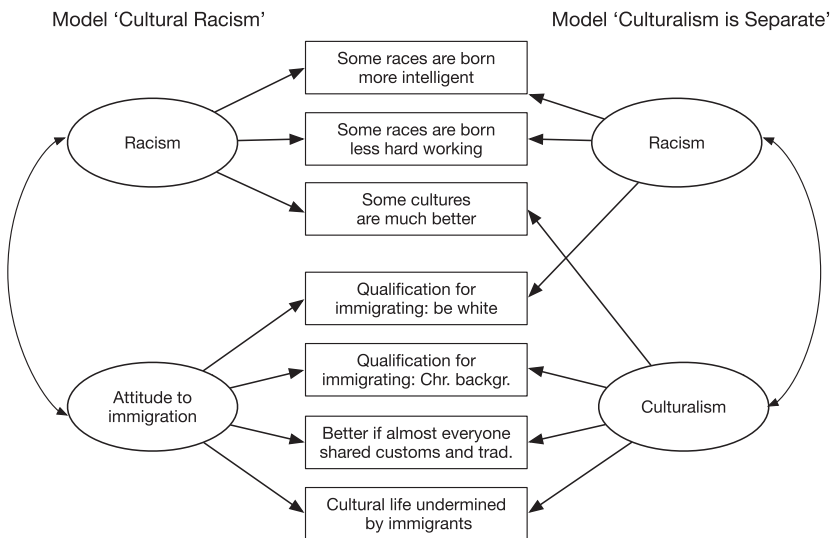 Model ‘Cultural Racism’
Model ‘Culturalism is Separate’
Some races are born
more intelligent
Racism
Some races are born
less hard working
Racism
Some cultures
are much better
Qualification for
immigrating: be white
Qualification for
immigrating: Chr. backgr.
Attitude to
immigration
Culturalism
Better if almost everyone
shared customs and trad.
Cultural life undermined
by immigrants